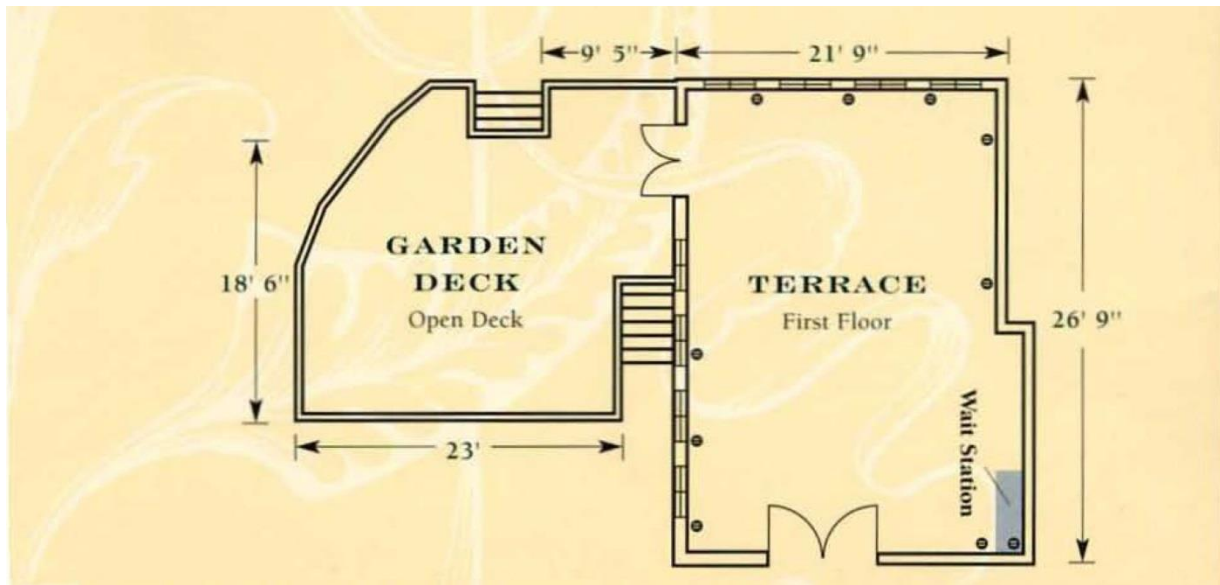 9' 5"
21' 9"
GARDEN
DECK
Open Deck
18' 6"
TERRACE
First Floor
26' 9"
Wait Station
23'